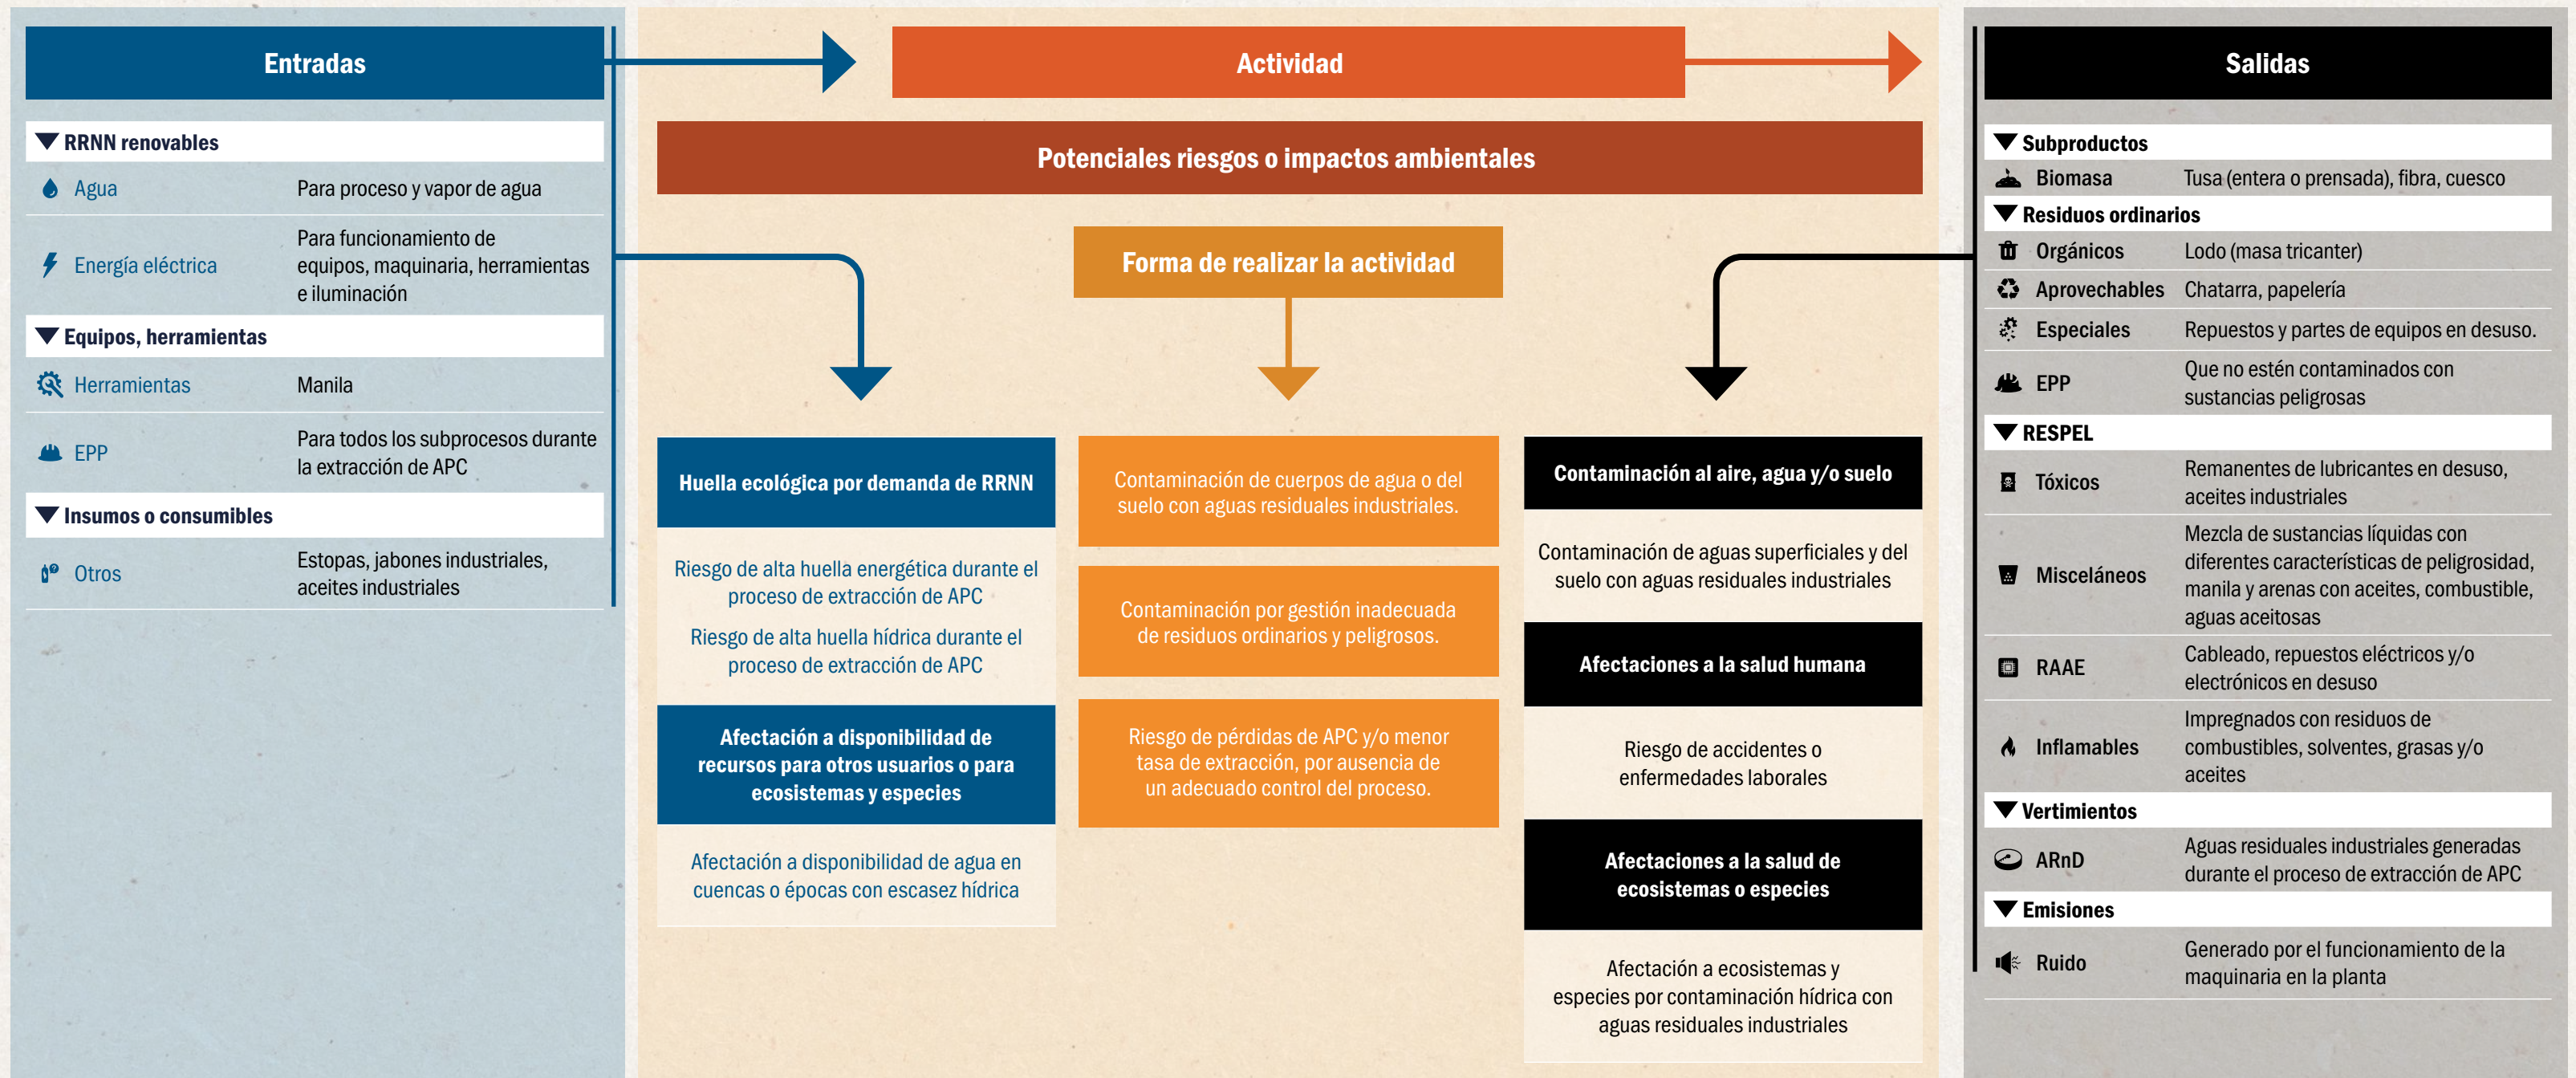 Entradas
RRNN renovables
Agua
Para proceso y vapor de agua
Energía eléctrica
Para funcionamiento de
equipos, maquinaria, herramientas
e iluminación
Equipos, herramientas
Herramientas
Manila
EPP
Para todos los subprocesos durante
la extracción de APC
Insumos o consumibles
Otros
Estopas, jabones industriales,
aceites industriales
Actividad
Potenciales riesgos o impactos ambientales
Forma de realizar la actividad
Huella ecológica por demanda de RRNN
Riesgo de alta huella energética durante el
proceso de extracción de APC
Riesgo de alta huella hídrica durante el
proceso de extracción de APC
Afectación a disponibilidad de
recursos para otros usuarios o para
ecosistemas y especies
Afectación a disponibilidad de agua en
cuencas o épocas con escasez hídrica
Contaminación de cuerpos de agua o del
suelo con aguas residuales industriales.
Contaminación por gestión inadecuada
de residuos ordinarios y peligrosos.
Riesgo de pérdidas de APC y/o menor
tasa de extracción, por ausencia de
un adecuado control del proceso.
Contaminación al aire, agua y/o suelo
Contaminación de aguas superficiales y del
suelo con aguas residuales industriales
Afectaciones a la salud humana
Riesgo de accidentes o
enfermedades laborales
Afectaciones a la salud de
ecosistemas o especies
Afectación a ecosistemas y
especies por contaminación hídrica con
aguas residuales industriales
Salidas
Subproductos
Biomasa
Tusa (entera o prensada), fibra, cuesco
Residuos ordinarios
Orgánicos
Lodo (masa tricanter)
Aprovechables
Chatarra, papelería
Especiales
Repuestos y partes de equipos en desuso.
EPP
Que no estén contaminados con
sustancias peligrosas
RESPEL
Tóxicos
Remanentes de lubricantes en desuso,
aceites industriales
Misceláneos
Mezcla de sustancias líquidas con
diferentes características de peligrosidad,
manila y arenas con aceites, combustible,
aguas aceitosas
RAAE
Cableado, repuestos eléctricos y/o
electrónicos en desuso
Inflamables
Impregnados con residuos de
combustibles, solventes, grasas y/o
aceites
Vertimientos
ARnD
Aguas residuales industriales generadas
durante el proceso de extracción de APC
Emisiones
Ruido
Generado por el funcionamiento de la
maquinaria en la planta